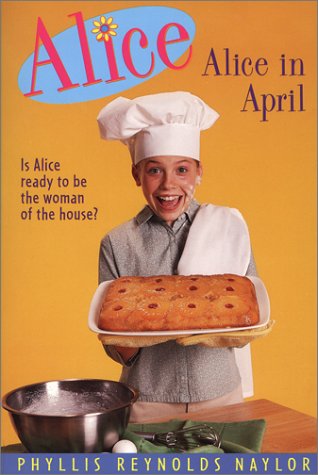 Alice
Alice in
April
Is Alice
ready to be
the woman
of the house?
PHYLLIS REYNOLDS NAYLOR